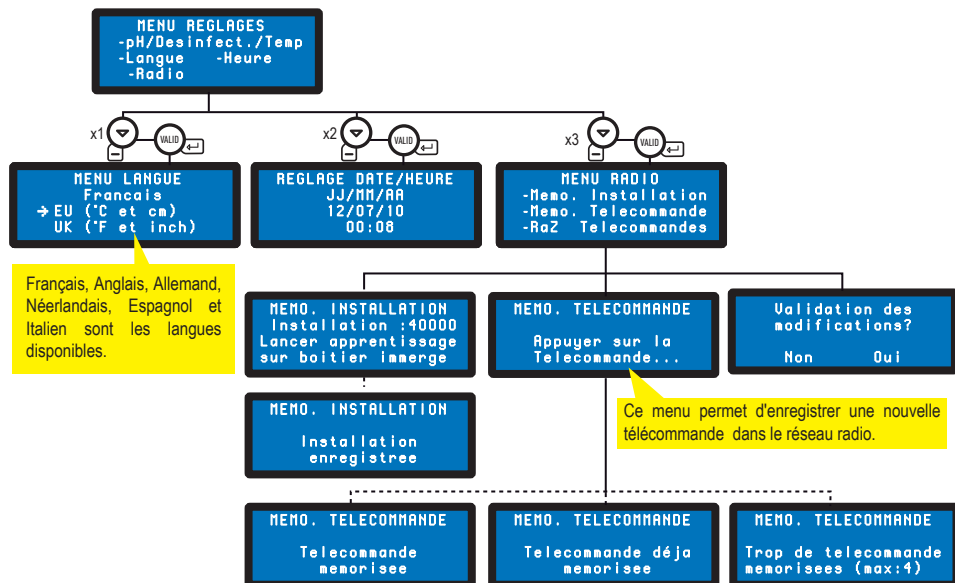 MENU REGLAGES
-pH/Desinfect./Temp
-Langue -Heure
-Radio
x1
VALID
x2
VALID
x3
VALID
MENU LANGUE
Francais
→ EU (°C et cm)
UK (°F et inch)
REGLAGE DATE/HEURE
JJ/MM/AA
12/07/10
00:08
MENU RADIO
-Memo. Installation
-Memo. Telecommande
-RaZ Telecommandes
Français, Anglais, Allemand,
Néerlandais, Espagnol et
Italien sont les langues
disponibles.
MEMO. INSTALLATION
Installation :40000
Lancer apprentissage
sur boitier immerge
MEMO. TELECOMMANDE
Appuyer sur la
Telecommande...
Validation des
modifications?
Non Oui
Ce menu permet d'enregistrer une nouvelle
télécommande dans le réseau radio.
MEMO. INSTALLATION
Installation
enregistree
MEMO. TELECOMMANDE
Telecommande
memorisee
MEMO. TELECOMMANDE
Telecommande déja
memorisee
MEMO. TELECOMMANDE
Trop de telecommande
memorisees (max:4)